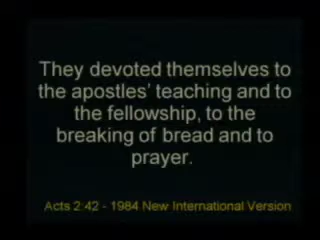 They devoted themselves to
the apostles' teaching and to
the fellowship, to the
breaking of bread and to
prayer.
Acts 2:42 - 1984 New International Version